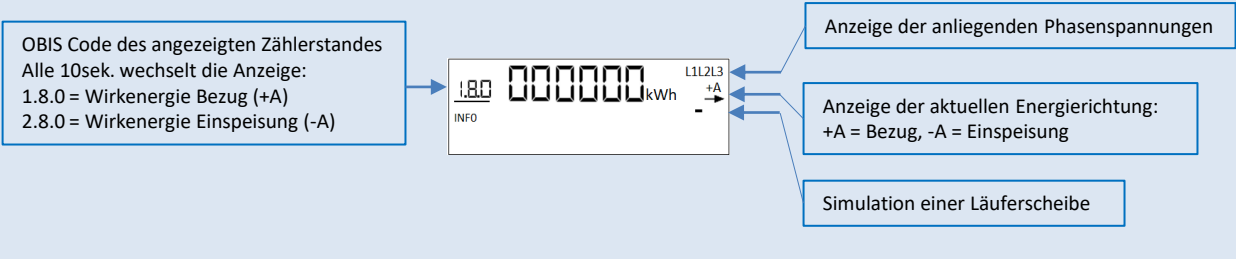 OBIS Code des angezeigten Zählerstandes
Alle 10sek. wechselt die Anzeige:
1.8.0 = Wirkenergie Bezug (+A)
2.8.0 = Wirkenergie Einspeisung (-A)
1.8.0 000000 kWh
L1L2L3
+A
INFO
Anzeige der anliegenden Phasenspannungen
Anzeige der aktuellen Energierichtung:
+A = Bezug, -A = Einspeisung
Simulation einer Läuferscheibe